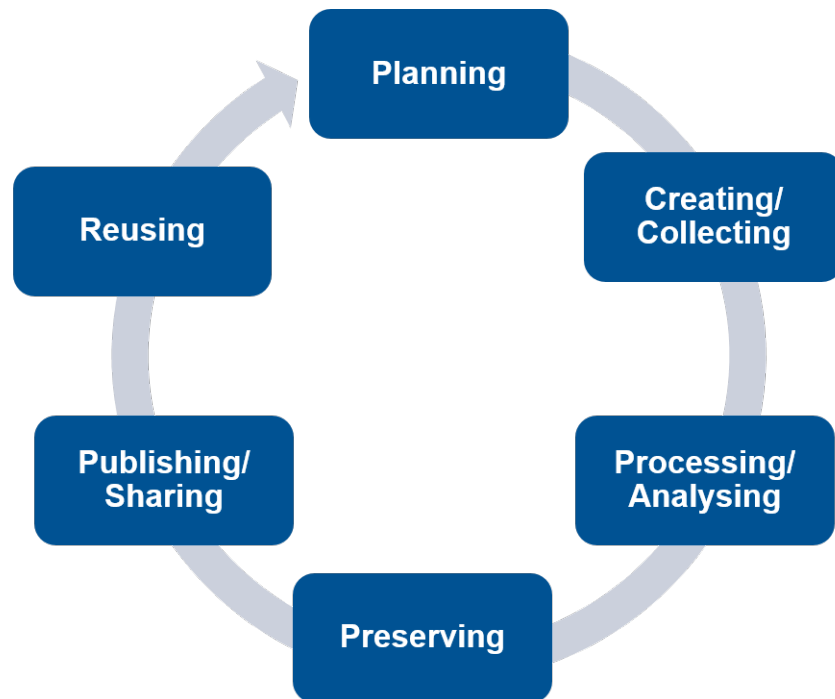 Planning
Creating/
Collecting
Processing/
Analysing
Preserving
Publishing/
Sharing
Reusing